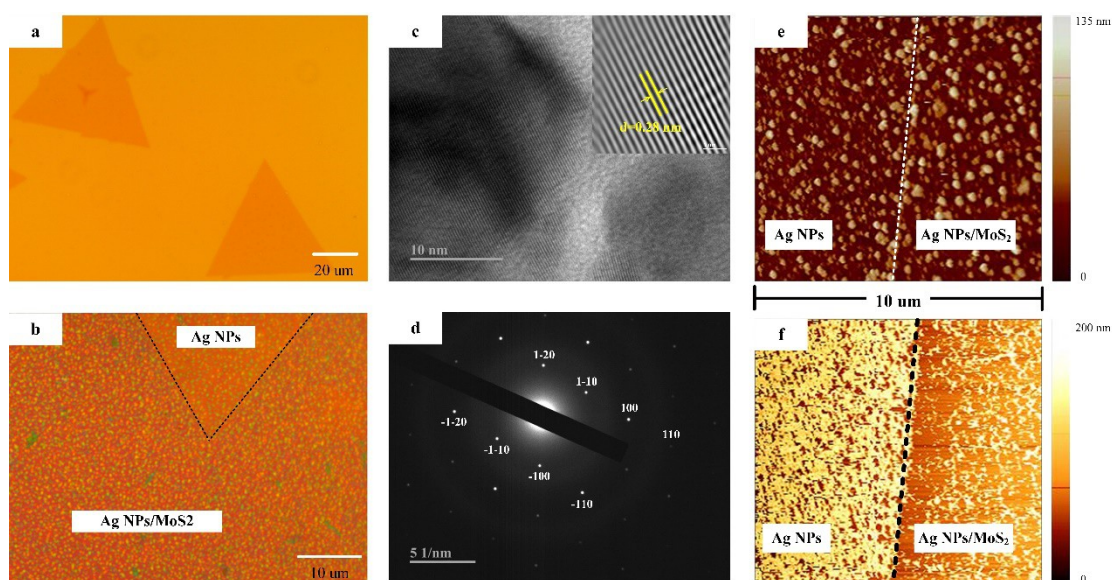 a
20 um
b
Ag NPs
Ag NPs/MoS2
10 um
c
d=0.28 nm
10 nm
d
1-20
1-10
-1-20
100
110
-1-10
-100
-110
5 1/nm
e
135 nm
Ag NPs
Ag NPs/MoS₂
0
10 um
f
200 nm
Ag NPs
Ag NPs/MoS₂
0